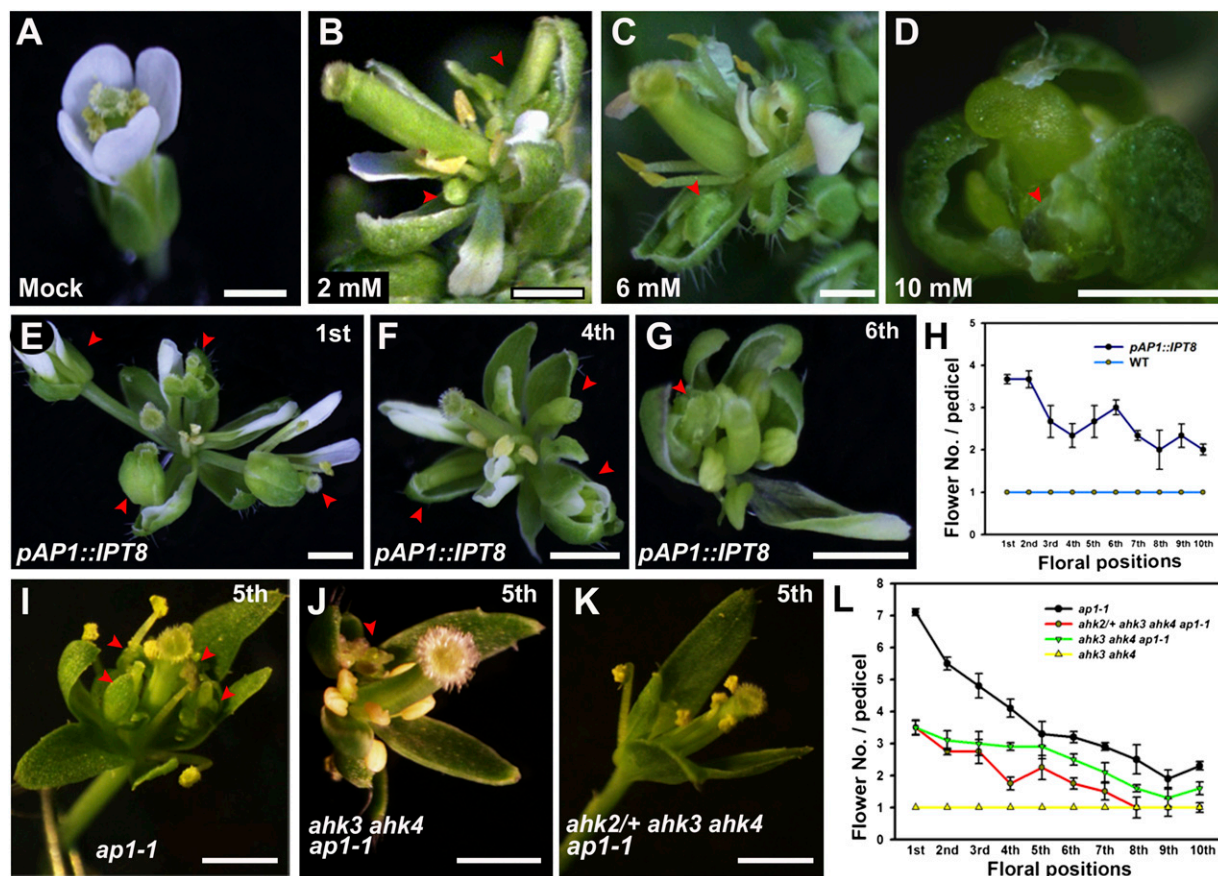 A
Mock
B
2 mM
C
6 mM
D
10 mM
E
1st
pAP1::IPT8
F
4th
pAP1::IPT8
G
6th
pAP1::IPT8
H
5
4
3
2
1
0
Flower No. / pedicel
pAP1::IPT8
WT
1st 2nd 3rd 4th 5th 6th 7th 8th 9th 10th
Floral positions
I
5th
ap1-1
J
5th
ahk3 ahk4
ap1-1
K
5th
ahk2/+ ahk3 ahk4
ap1-1
L
8
7
6
5
4
3
2
1
0
Flower No. / pedicel
ap1-1
ahk2/+ ahk3 ahk4 ap1-1
ahk3 ahk4 ap1-1
ahk3 ahk4
1st 2nd 3rd 4th 5th 6th 7th 8th 9th 10th
Floral positions